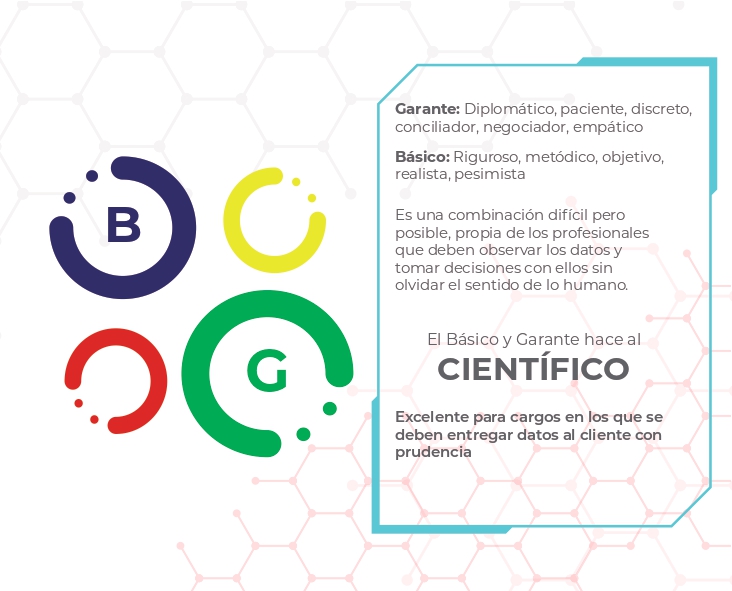 B
G
Garante: Diplomático, paciente, discreto,
conciliador, negociador, empático
Básico: Riguroso, metódico, objetivo,
realista, pesimista
Es una combinación difícil pero
posible, propia de los profesionales
que deben observar los datos y
tomar decisiones con ellos sin
olvidar el sentido de lo humano.
El Básico y Garante hace al
CIENTÍFICO
Excelente para cargos en los que se
deben entregar datos al cliente con
prudencia